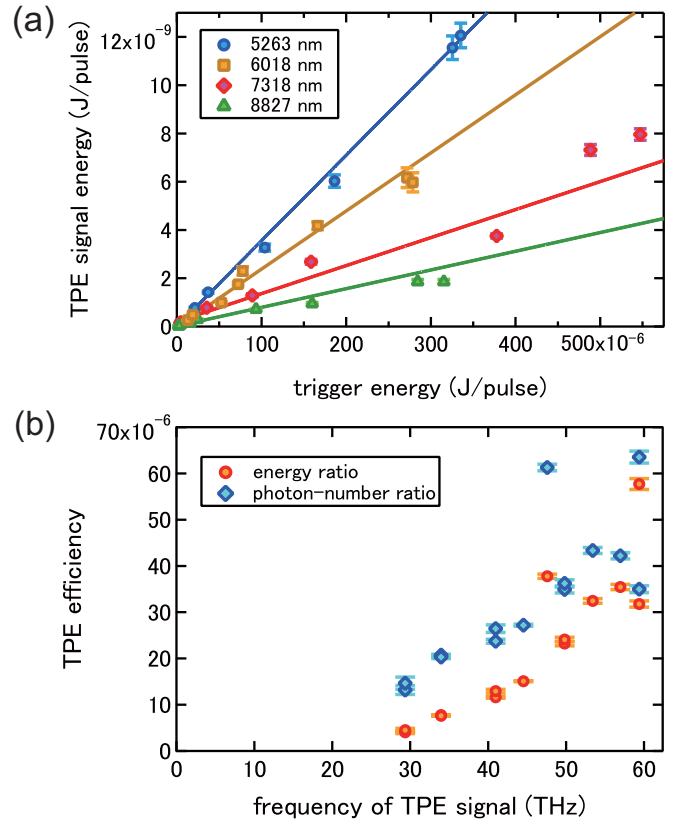 (a)
TPE signal energy (J/pulse)
12x10⁻⁹
10
8
6
4
2
0
5263 nm
6018 nm
7318 nm
8827 nm
0 100 200 300 400 500x10⁻⁶
trigger energy (J/pulse)
(b)
TPE efficiency
70x10⁻⁶
60
50
40
30
20
10
0
energy ratio
photon-number ratio
0 10 20 30 40 50 60
frequency of TPE signal (THz)